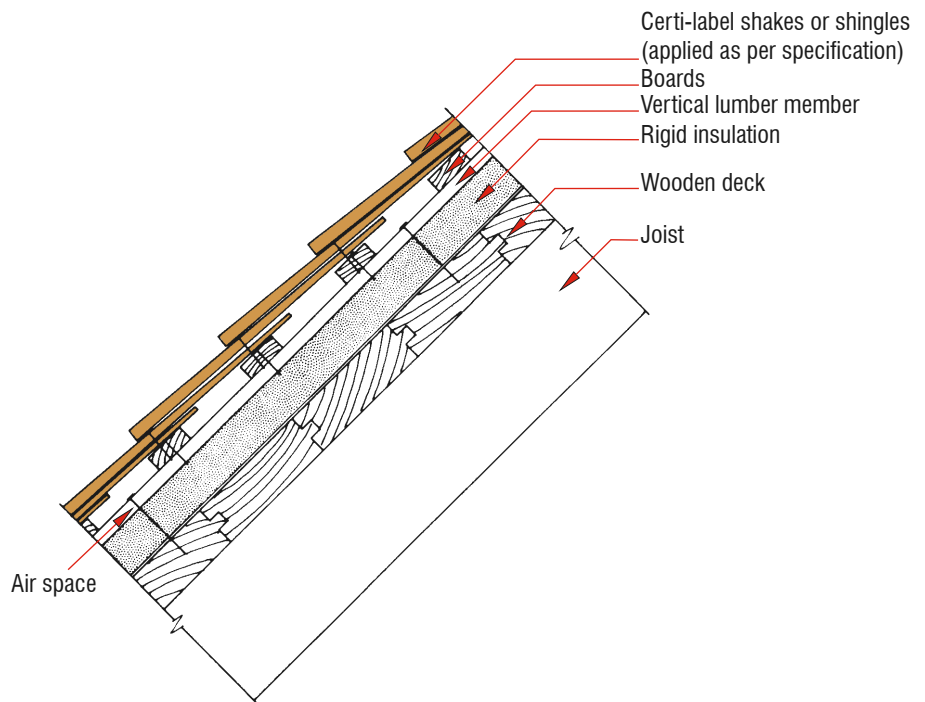 Certi-label shakes or shingles
(applied as per specification)
Boards
Vertical lumber member
Rigid insulation
Wooden deck
Joist
Air space